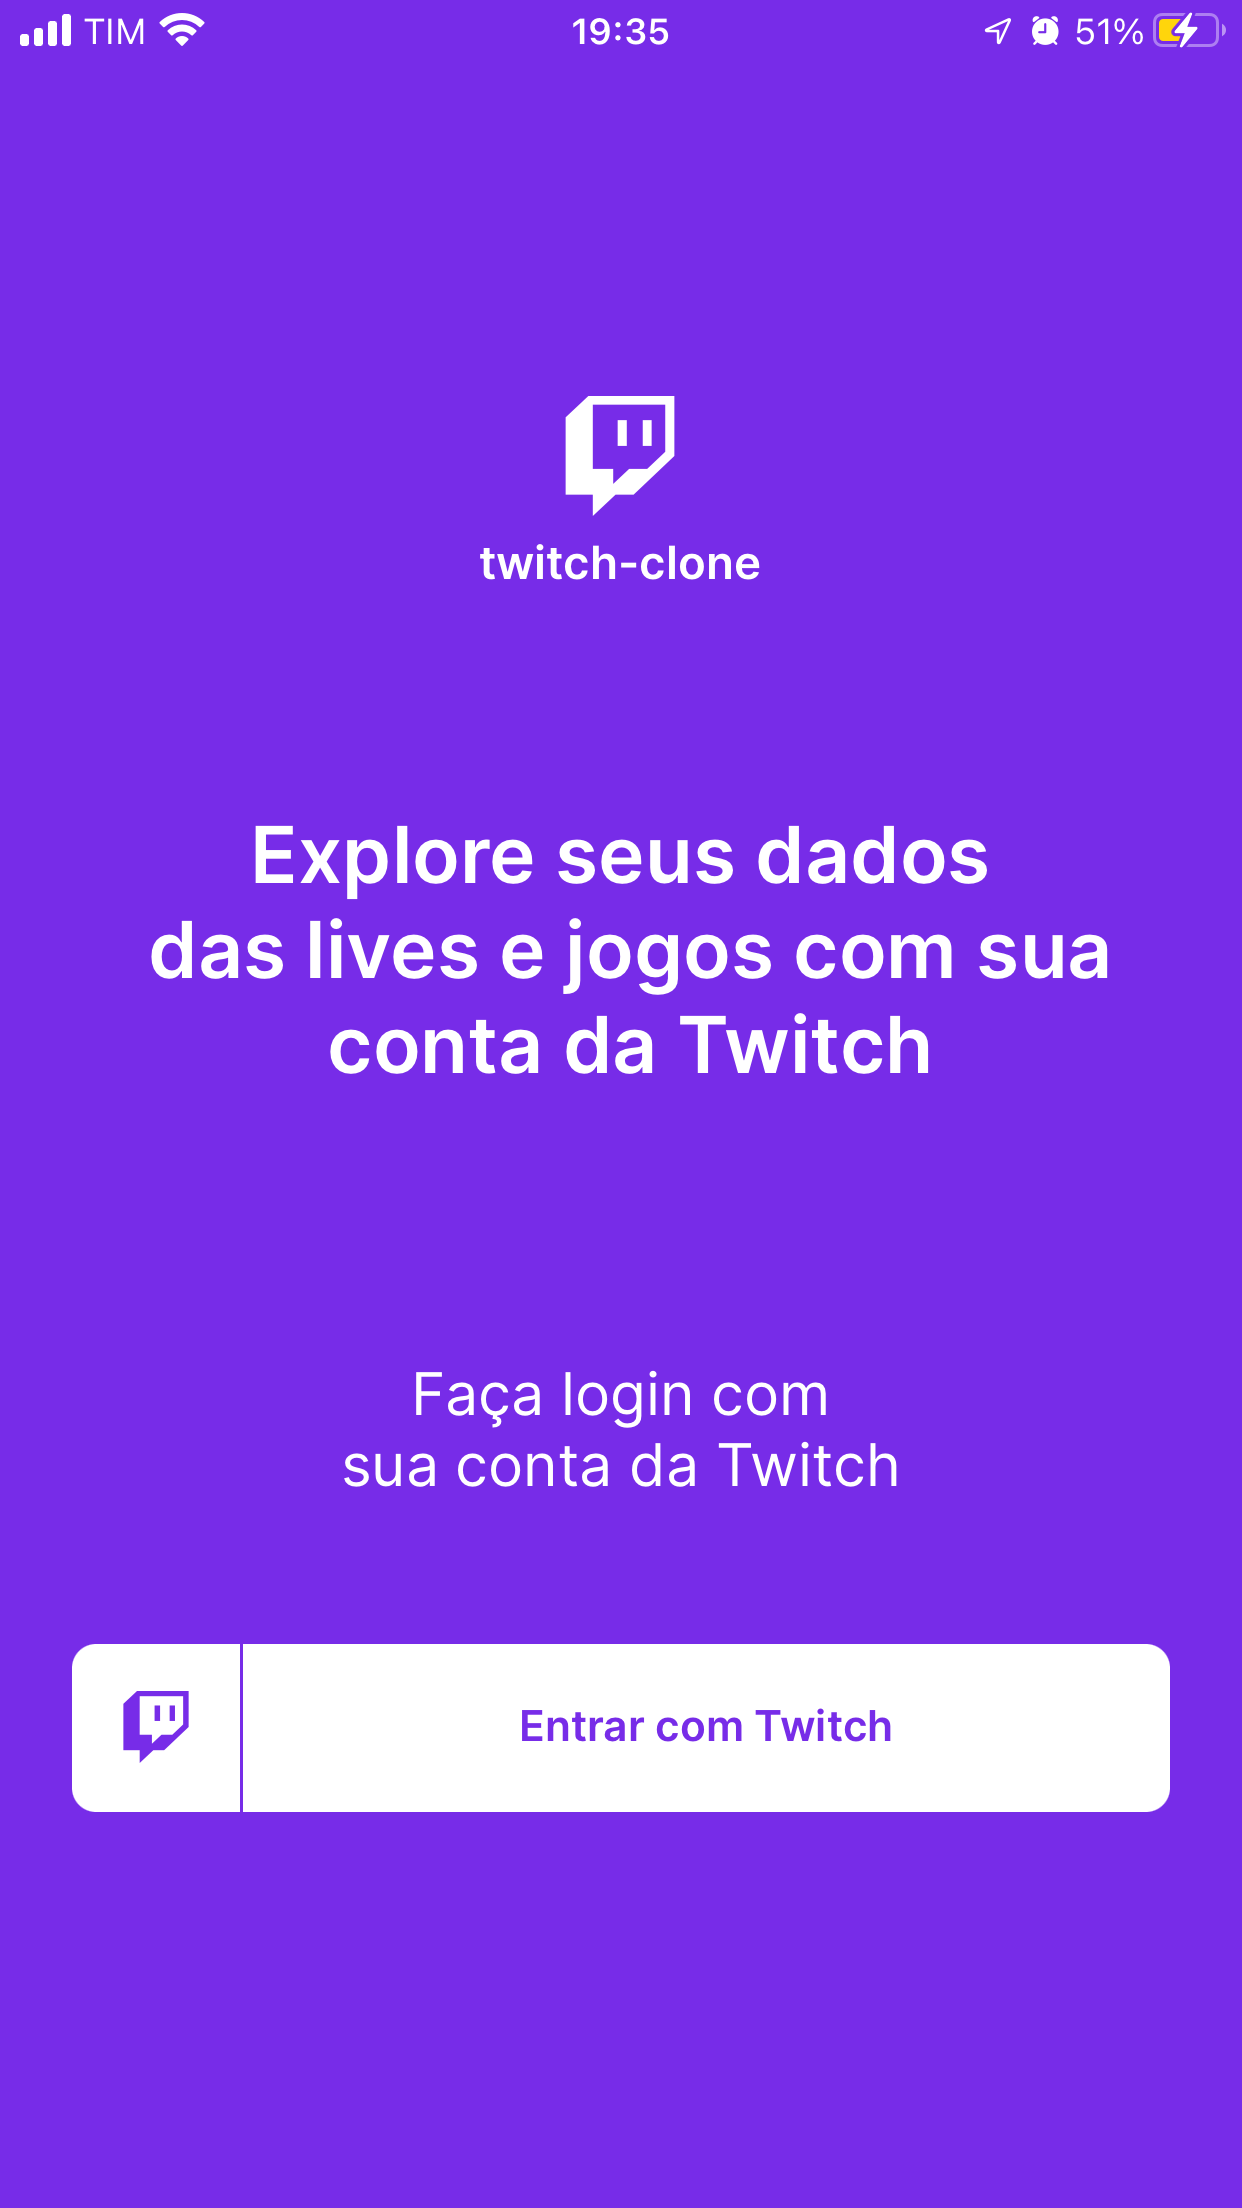 TIM 19:35 51%
twitch-clone
Explore seus dados
das lives e jogos com sua
conta da Twitch
Faça login com
sua conta da Twitch
Entrar com Twitch